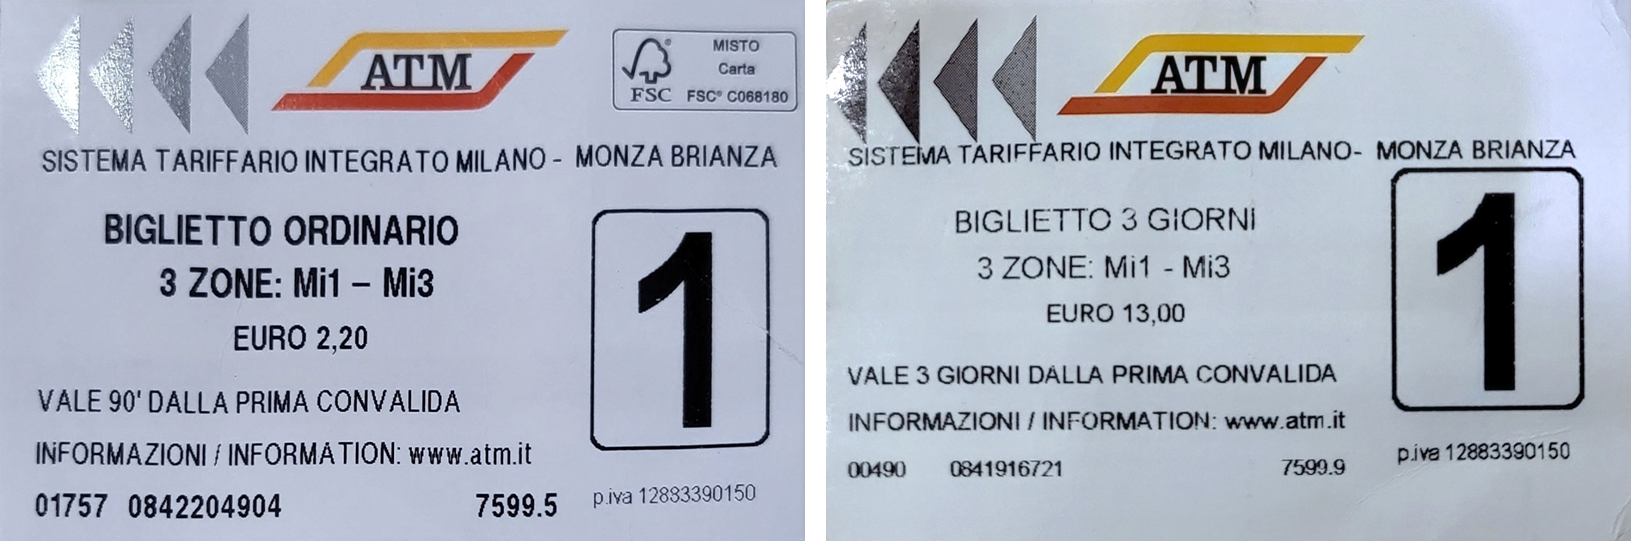 ATM
MISTO
Carta
FSC
FSC® C068180
SISTEMA TARIFFARIO INTEGRATO MILANO - MONZA BRIANZA
BIGLIETTO ORDINARIO
3 ZONE: Mi1 – Mi3
EURO 2,20
1
VALE 90' DALLA PRIMA CONVALIDA
INFORMAZIONI / INFORMATION: www.atm.it
01757 0842204904 7599.5
p.iva 12883390150
ATM
SISTEMA TARIFFARIO INTEGRATO MILANO- MONZA BRIANZA
BIGLIETTO 3 GIORNI
3 ZONE: Mi1 - Mi3
EURO 13,00
1
VALE 3 GIORNI DALLA PRIMA CONVALIDA
INFORMAZIONI / INFORMATION: www.atm.it
00490 0841916721 7599.9
p.iva 12883390150